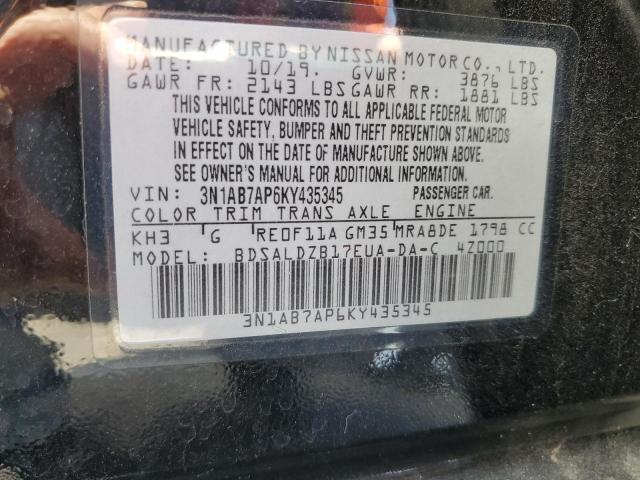 MANUFACTURED BY NISSAN MOTOR CO., LTD.
DATE: 10/19. GVWR: 3876 LBS
GAWR FR: 2143 LBS GAWR RR: 1881 LBS
THIS VEHICLE CONFORMS TO ALL APPLICABLE FEDERAL MOTOR
VEHICLE SAFETY, BUMPER AND THEFT PREVENTION STANDARDS
IN EFFECT ON THE DATE OF MANUFACTURE SHOWN ABOVE.
SEE OWNER'S MANUAL FOR ADDITIONAL INFORMATION.
VIN: 3N1AB7AP6KY435345 PASSENGER CAR.
COLOR TRIM TRANS AXLE ENGINE
KH3 G RE0F11A GM35 MRA8DE 1798 CC
MODEL: BDSALDZB17EUA-DA-C 4Z000
3N1AB7AP6KY435345